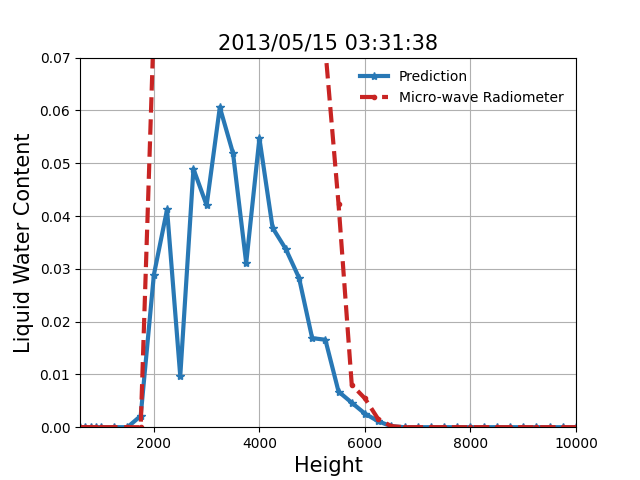 2013/05/15 03:31:38
0.07
0.06
0.05
0.04
0.03
0.02
0.01
0.00
Liquid Water Content
Prediction
Micro-wave Radiometer
2000 4000 6000 8000 10000
Height